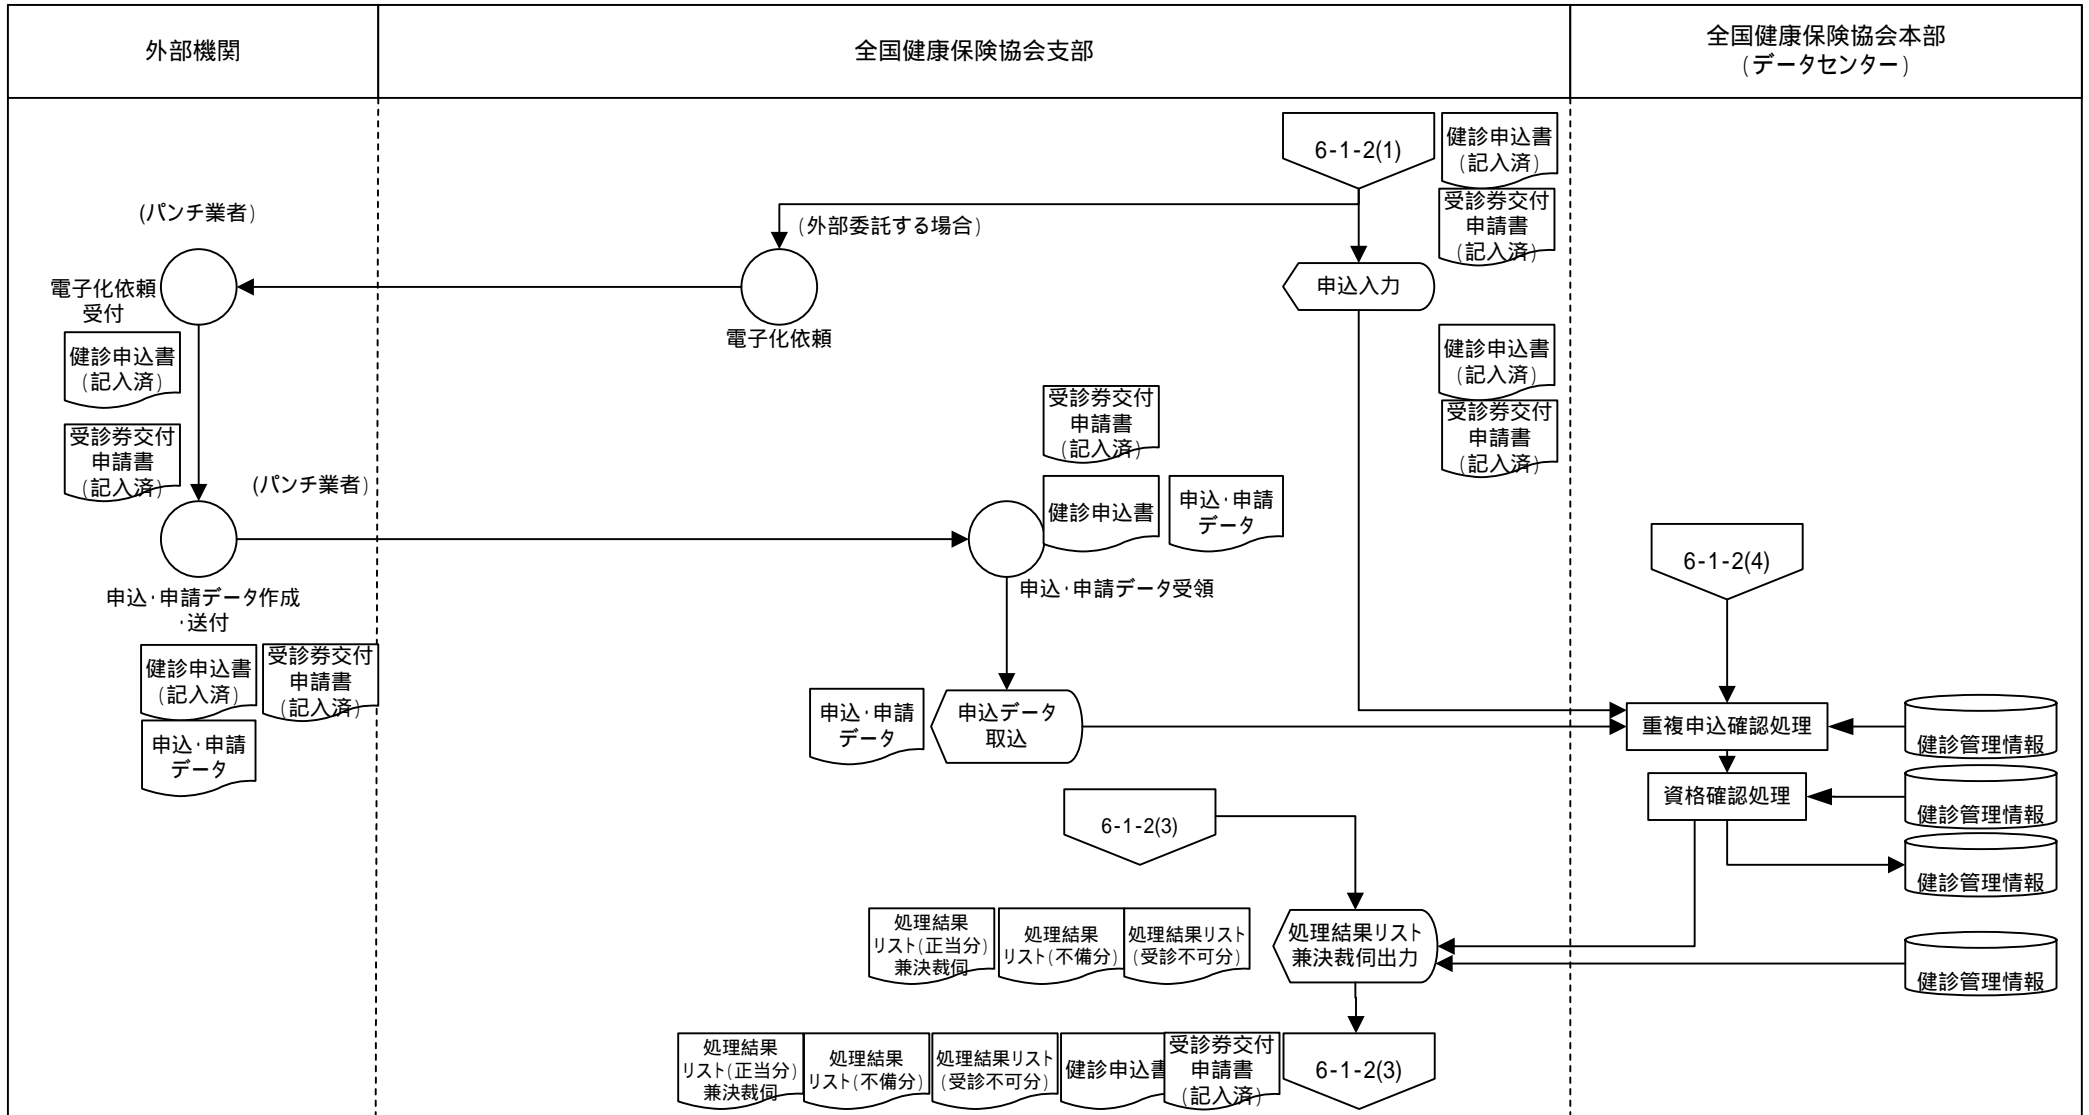 外部機関
全国健康保険協会支部
全国健康保険協会本部
(データセンター)
6-1-2(1)
健診申込書
(記入済)
受診券交付
申請書
(記入済)
(パンチ業者)
(外部委託する場合)
電子化依頼
受付
電子化依頼
申込入力
健診申込書
(記入済)
受診券交付
申請書
(記入済)
健診申込書
(記入済)
受診券交付
申請書
(記入済)
(パンチ業者)
受診券交付
申請書
(記入済)
健診申込書
申込・申請
データ
申込・申請データ受領
6-1-2(4)
申込・申請データ作成
・送付
健診申込書
(記入済)
受診券交付
申請書
(記入済)
申込・申請
データ
申込・申請
データ
申込データ
取込
重複申込確認処理
健診管理情報
資格確認処理
健診管理情報
6-1-2(3)
健診管理情報
処理結果
リスト(正当分)
兼決裁伺
処理結果
リスト(不備分)
処理結果リスト
(受診不可分)
処理結果リスト
兼決裁伺出力
健診管理情報
処理結果
リスト(正当分)
兼決裁伺
処理結果
リスト(不備分)
処理結果リスト
(受診不可分)
健診申込書
受診券交付
申請書
(記入済)
6-1-2(3)